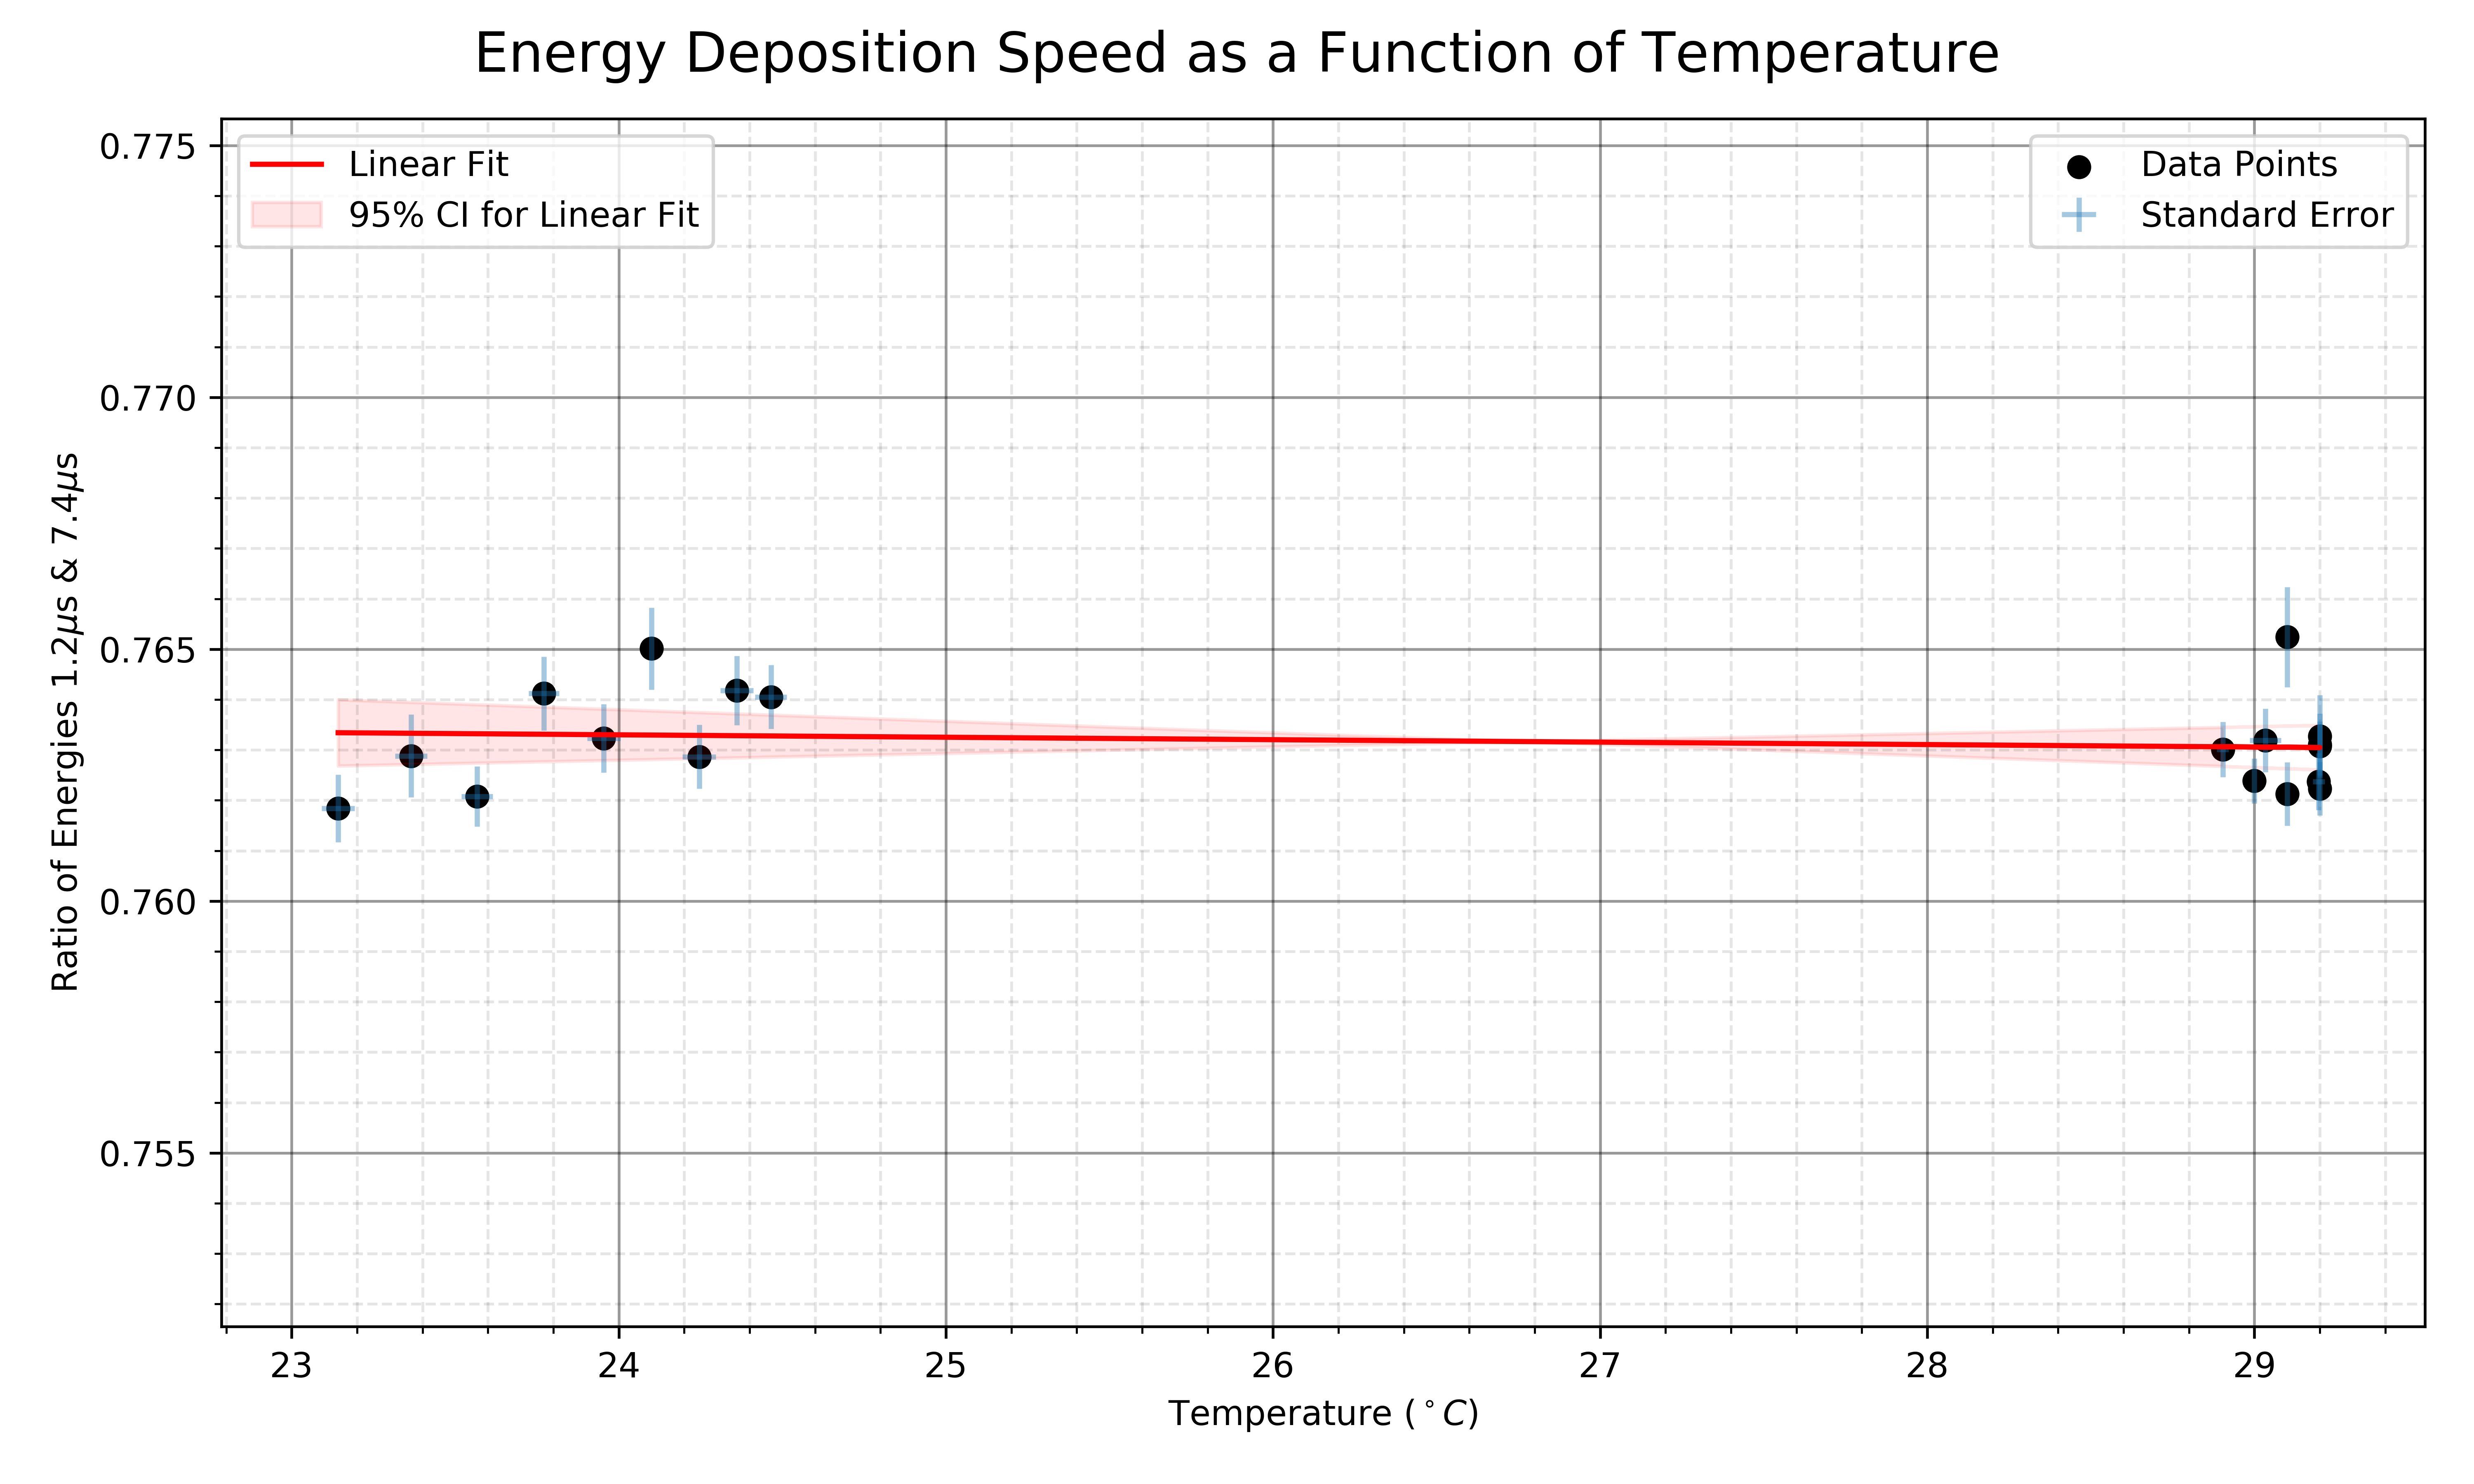 Energy Deposition Speed as a Function of Temperature
Linear Fit
95% CI for Linear Fit
Data Points
Standard Error
Ratio of Energies 1.2μs & 7.4μs
0.775
0.770
0.765
0.760
0.755
23 24 25 26 27 28 29
Temperature (°C)